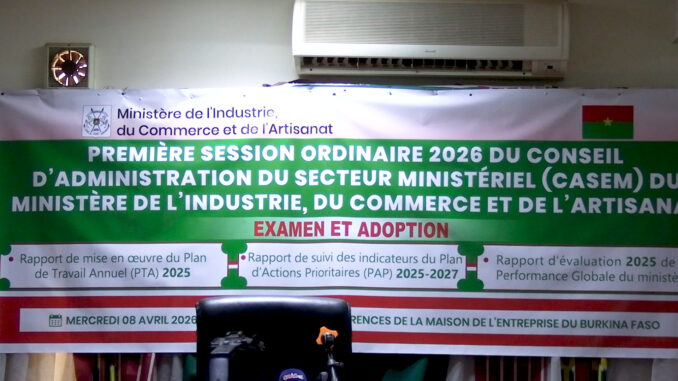 Ministère de l'Industrie,
du Commerce et de l'Artisanat
PREMIÈRE SESSION ORDINAIRE 2026 DU CONSEIL
D'ADMINISTRATION DU SECTEUR MINISTÉRIEL (CASEM) DU
MINISTÈRE DE L'INDUSTRIE, DU COMMERCE ET DE L'ARTISANA
EXAMEN ET ADOPTION
Rapport de mise en œuvre du Plan
de Travail Annuel (PTA) 2025
Rapport de suivi des indicateurs du Plan
d'Actions Prioritaires (PAP) 2025-2027
Rapport d'évaluation 2025 de
Performance Globale du ministè
MERCREDI 08 AVRIL 2026
RENCES DE LA MAISON DE L'ENTREPRISE DU BURKINA FASO